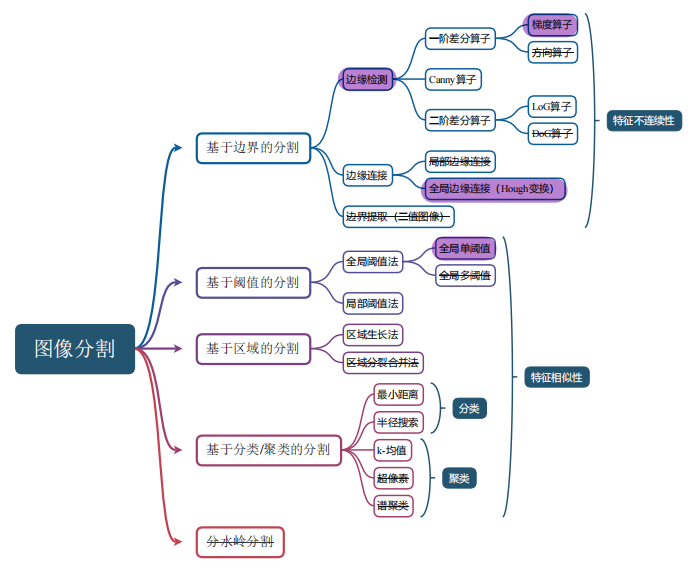 图像分割
基于边界的分割
边缘检测
一阶差分算子
梯度算子
方向算子
Canny算子
二阶差分算子
LoG算子
DoG算子
边缘连接
局部边缘连接
全局边缘连接（Hough变换）
边界提取（二值图像）
特征不连续性
基于阈值的分割
全局阈值法
全局单阈值
全局多阈值
局部阈值法
基于区域的分割
区域生长法
区域分裂合并法
基于分类/聚类的分割
最小距离
半径搜索
分类
k-均值
超像素
谱聚类
聚类
特征相似性
分水岭分割